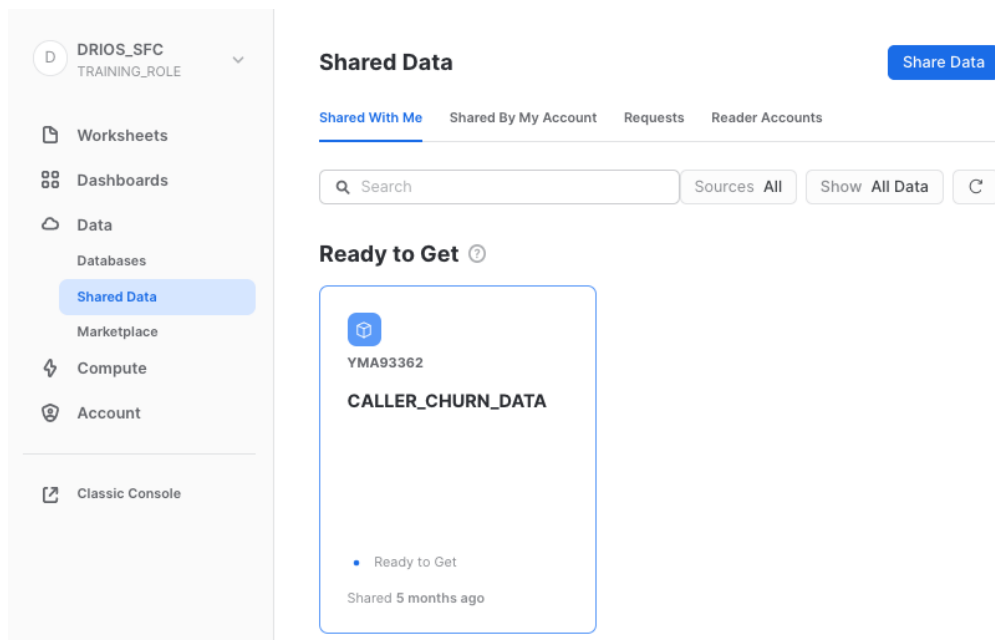 D
DRIOS_SFC
TRAINING_ROLE
Worksheets
Dashboards
Data
Databases
Shared Data
Marketplace
Compute
Account
Classic Console
Shared Data
Share Data
Shared With Me
Shared By My Account
Requests
Reader Accounts
Search
Sources All
Show All Data
Ready to Get ?
YMA93362
CALLER_CHURN_DATA
Ready to Get
Shared 5 months ago